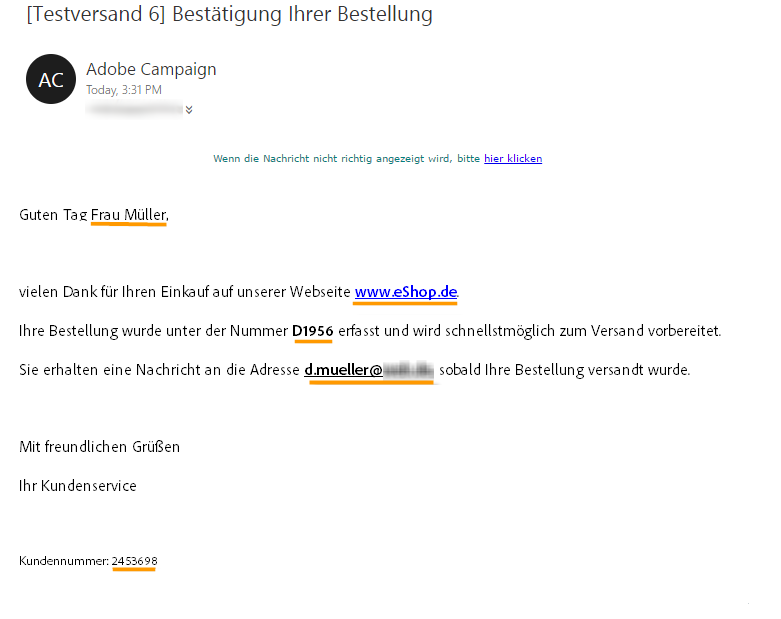 [Testversand 6] Bestätigung Ihrer Bestellung
AC
Adobe Campaign
Today, 3:31 PM
Wenn die Nachricht nicht richtig angezeigt wird, bitte hier klicken
Guten Tag Frau Müller,
vielen Dank für Ihren Einkauf auf unserer Webseite www.eShop.de.
Ihre Bestellung wurde unter der Nummer D1956 erfasst und wird schnellstmöglich zum Versand vorbereitet.
Sie erhalten eine Nachricht an die Adresse d.mueller@ sobald Ihre Bestellung versandt wurde.
Mit freundlichen Grüßen
Ihr Kundenservice
Kundennummer: 2453698